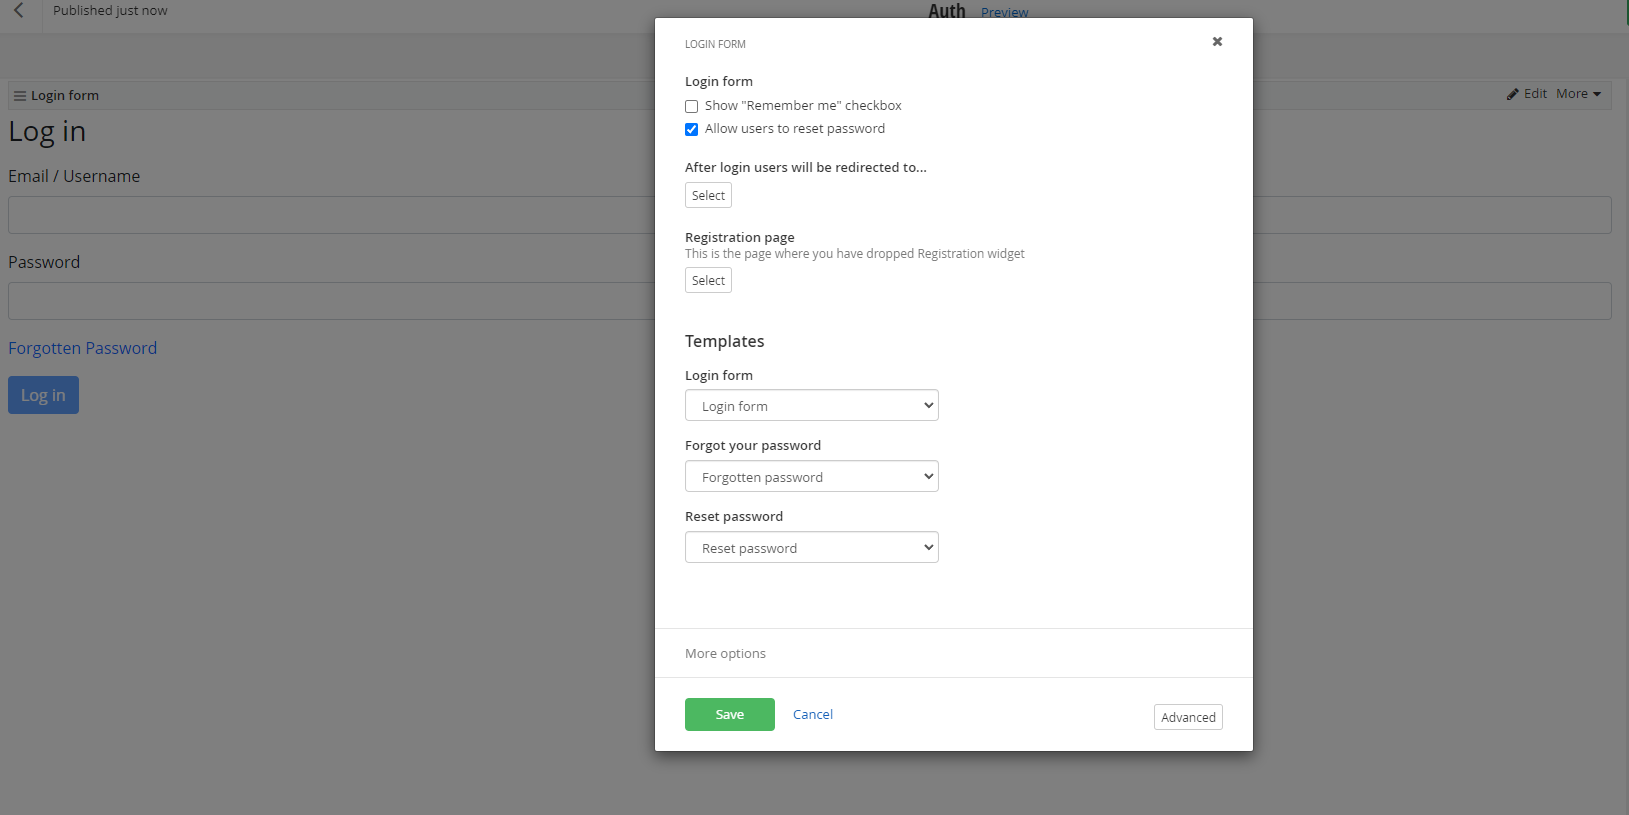 Published just now
Auth Preview
Login form
Edit More
Log in
Email / Username
Password
Forgotten Password
Log in
LOGIN FORM
Login form
Show "Remember me" checkbox
Allow users to reset password
After login users will be redirected to...
Select
Registration page
This is the page where you have dropped Registration widget
Select
Templates
Login form
Login form
Forgot your password
Forgotten password
Reset password
Reset password
More options
Save Cancel
Advanced